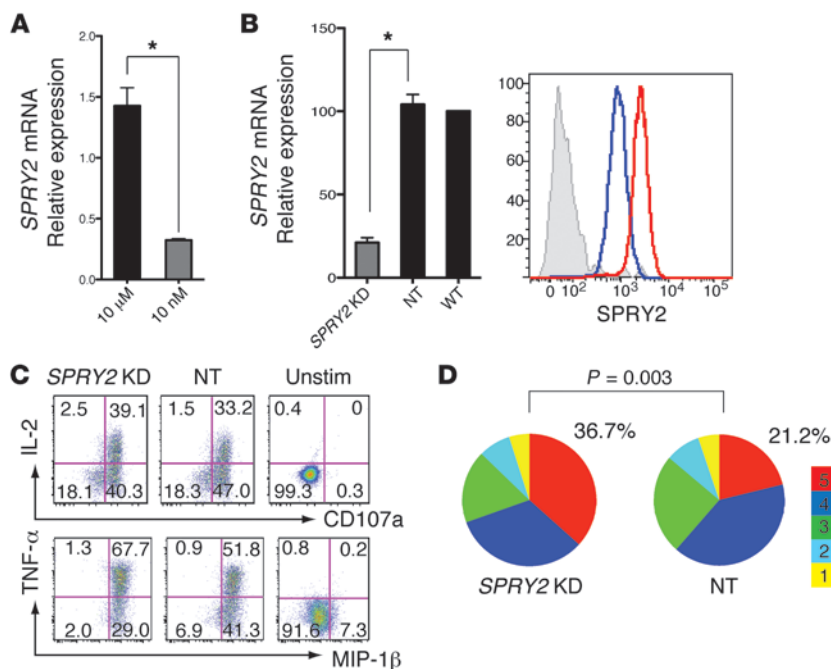 A
SPRY2 mRNA
Relative expression
2.0
1.5
1.0
0.5
0.0
*
10 μM
10 nM
B
SPRY2 mRNA
Relative expression
150
100
50
0
*
SPRY2 KD
NT
WT
100
80
60
40
20
0 10² 10³ 10⁴ 10⁵
SPRY2
C
SPRY2 KD NT Unstim
IL-2
2.5 39.1 1.5 33.2 0.4 0
18.1 40.3 18.3 47.0 99.3 0.3
CD107a
TNF-α
1.3 67.7 0.9 51.8 0.8 0.2
2.0 29.0 6.9 41.3 91.6 7.3
MIP-1β
D
P = 0.003
36.7% 21.2%
SPRY2 KD NT
5
4
3
2
1